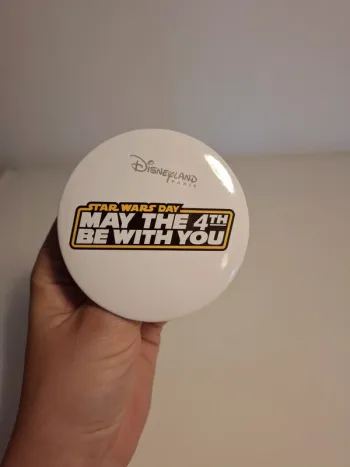 Disneyland
PARIS
STAR WARS DAY
MAY THE 4TH
BE WITH YOU